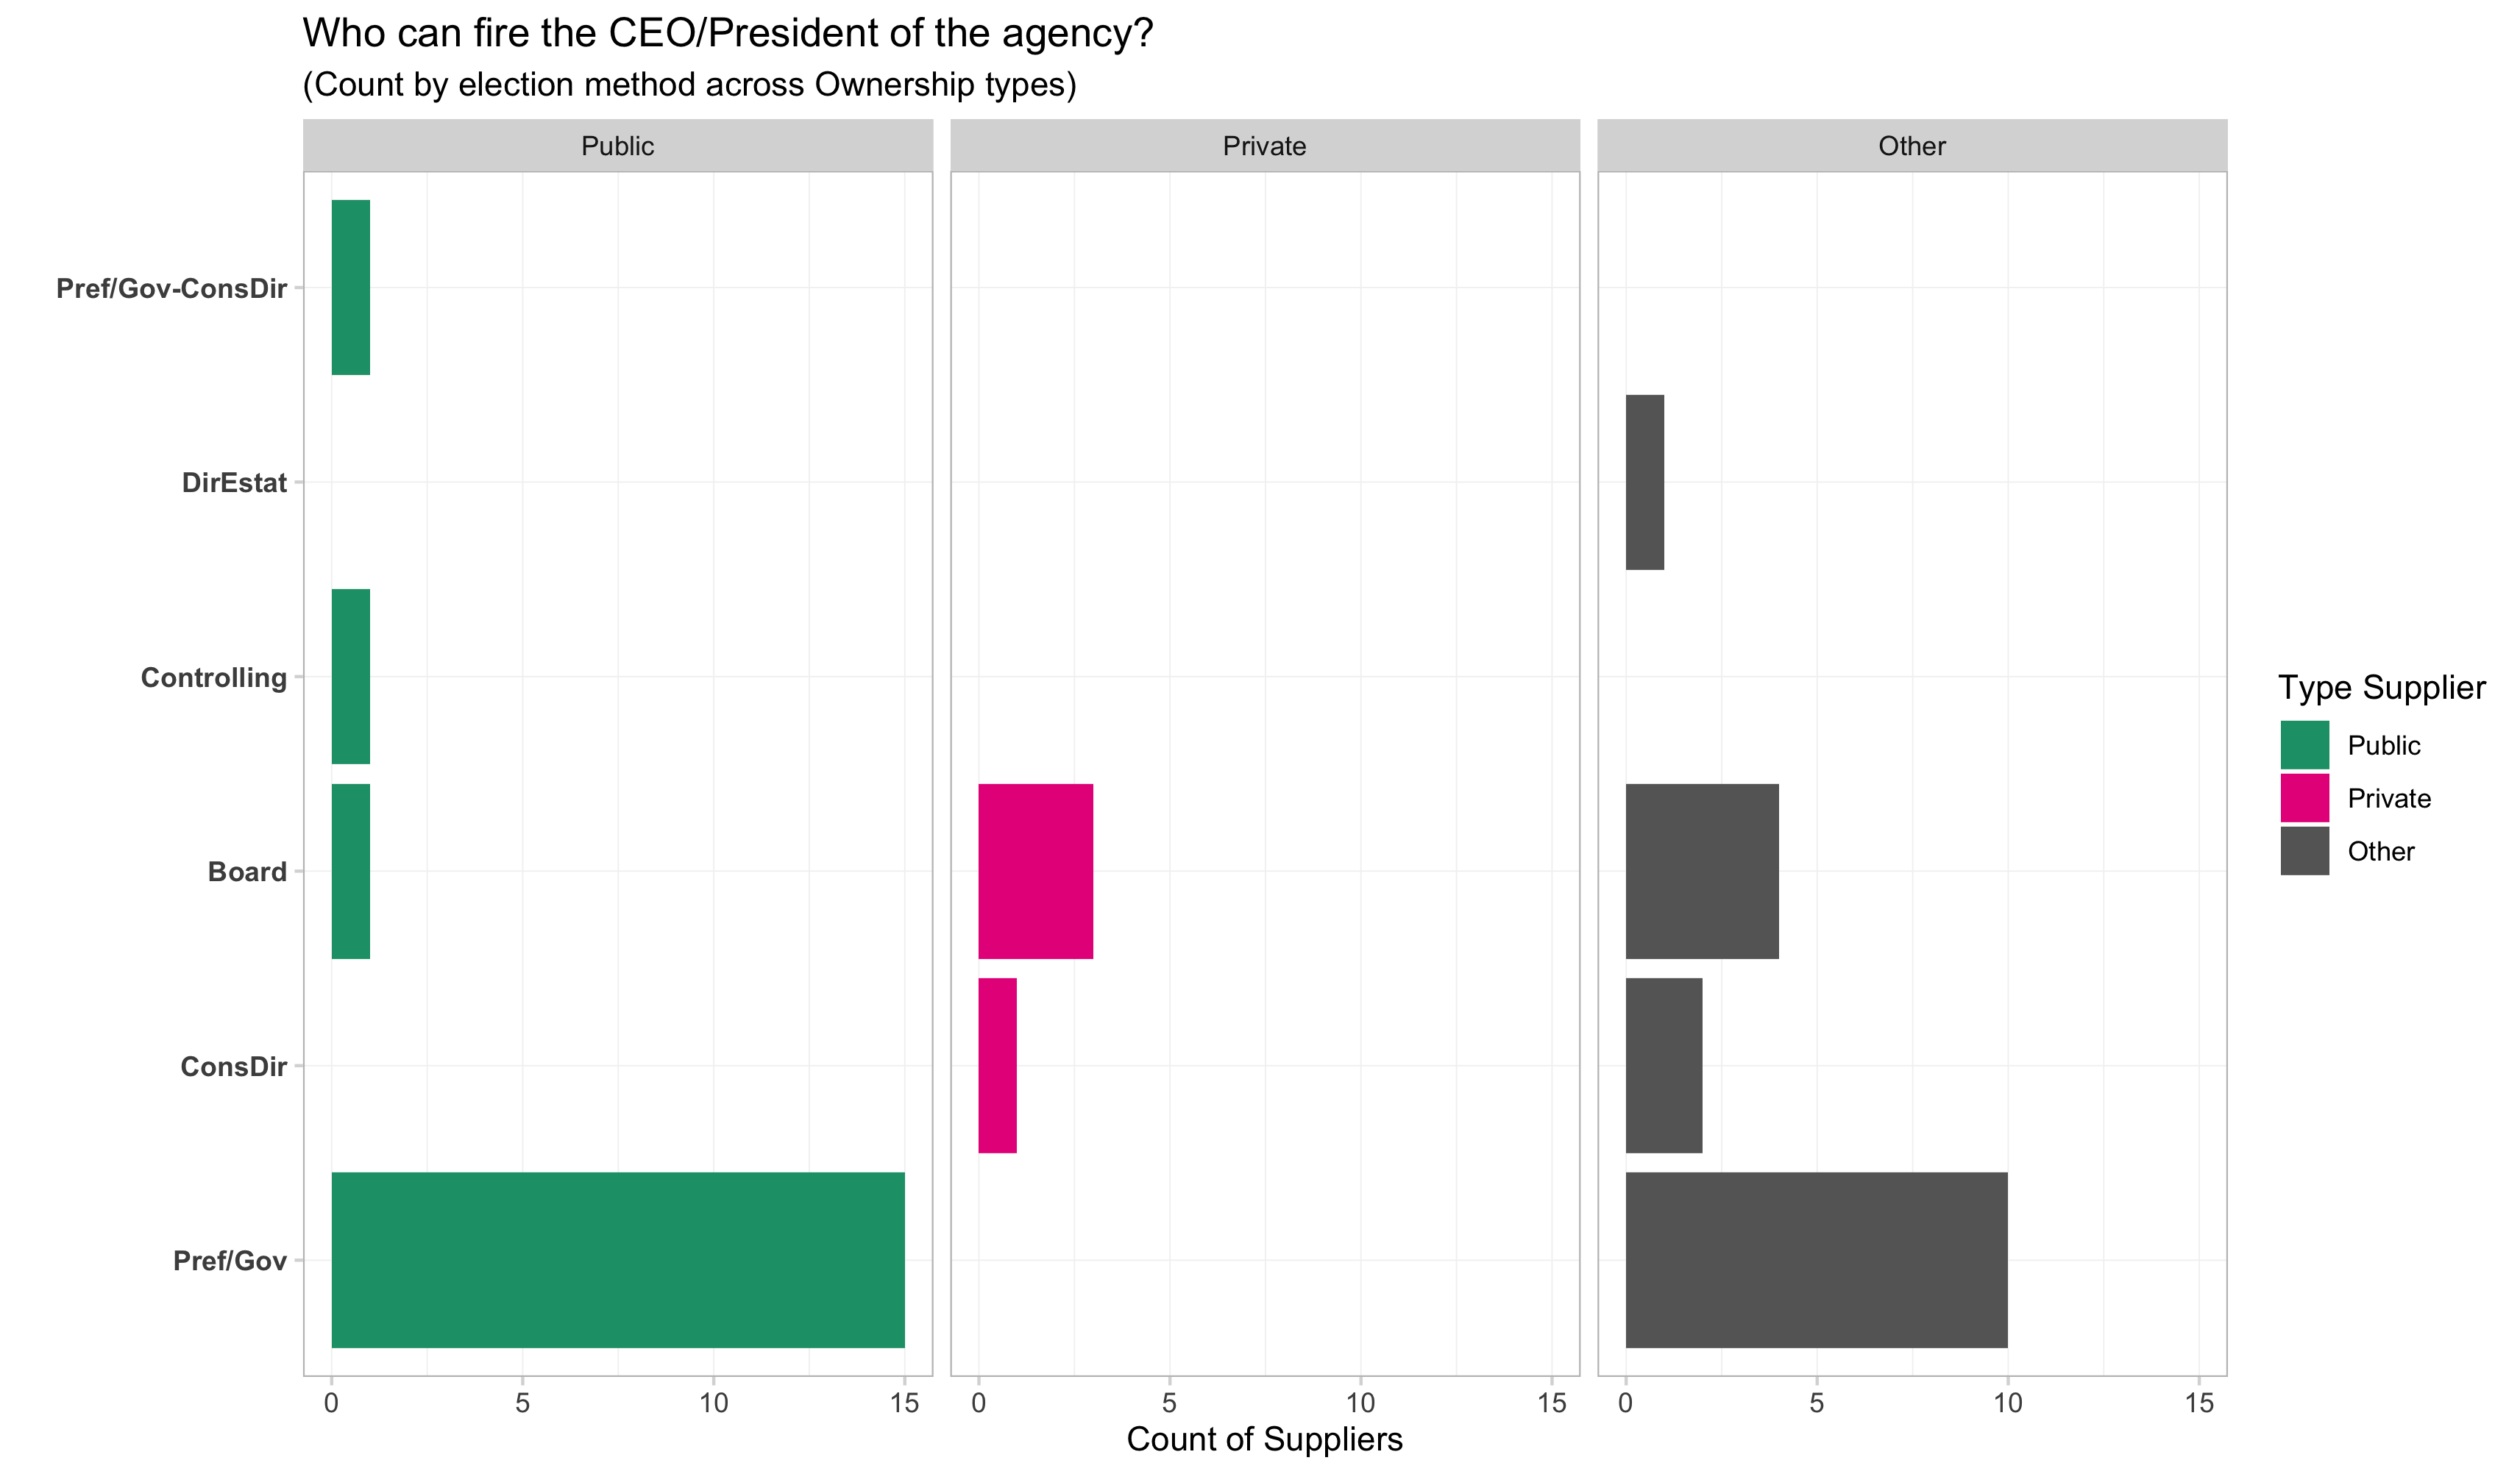 Who can fire the CEO/President of the agency?
(Count by election method across Ownership types)
Public
Private
Other
Pref/Gov-ConsDir
DirEstat
Controlling
Board
ConsDir
Pref/Gov
0 5 10 15
0 5 10 15
0 5 10 15
Count of Suppliers
Type Supplier
Public
Private
Other